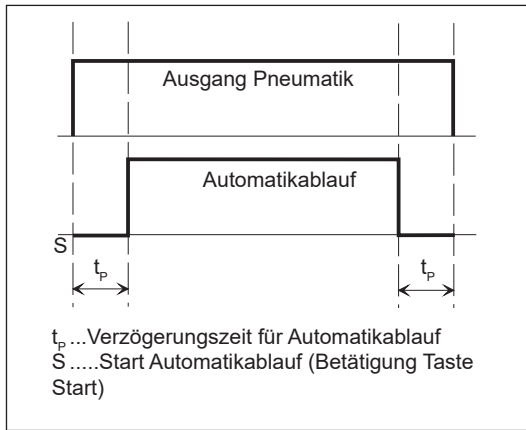 Ausgang Pneumatik
Automatikablauf
S
tP
tP
tP...Verzögerungszeit für Automatikablauf
S .....Start Automatikablauf (Betätigung Taste
Start)